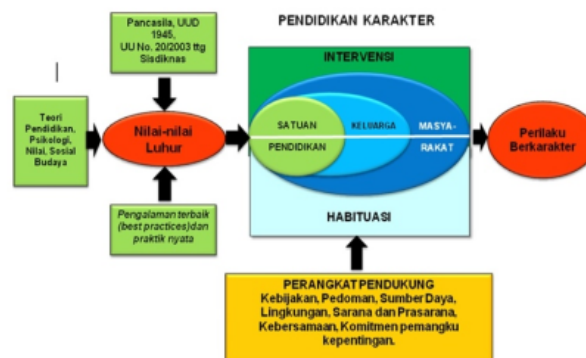 PENDIDIKAN KARAKTER
Pancasila, UUD
1945,
UU No. 20/2003 ttg
Sisdiknas
INTERVENSI
Teori
Pendidikan,
Psikologi,
Nilai, Sosial
Budaya
Nilai-nilai
Luhur
SATUAN
PENDIDIKAN
KELUARGA
MASYA-
RAKAT
Perilaku
Berkarakter
Pengalaman terbaik
(best practices)dan
praktik nyata
HABITUASI
PERANGKAT PENDUKUNG
Kebijakan, Pedoman, Sumber Daya,
Lingkungan, Sarana dan Prasarana,
Kebersamaan, Komitmen pemangku
kepentingan.